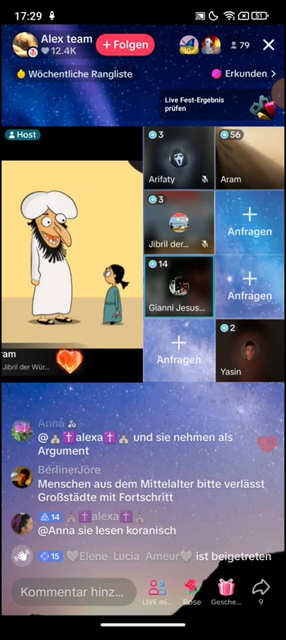 17:29
51
Alex team
12.4K
+ Folgen
79
Wöchentliche Rangliste
Erkunden >
Live Fest-Ergebnis
prüfen
Host
3
Arifaty
56
Aram
3
Jibril der...
+
Anfragen
14
Gianni Jesus...
+
Anfragen
+
Anfragen
2
Yasin
ram
Jibril der Wür...
Anna
@⛪✝️alexa✝️⛪ und sie nehmen als
Argument
BerlinerJöre
Menschen aus dem Mittelalter bitte verlässt
Großstädte mit Fortschritt
14 ⛪✝️alexa✝️⛪
@Anna sie lesen koranisch
15 🤍Elene Lucia Ameur🤍 ist beigetreten
Kommentar hinz...
LIVE mi...
Rose
Gesche...
9